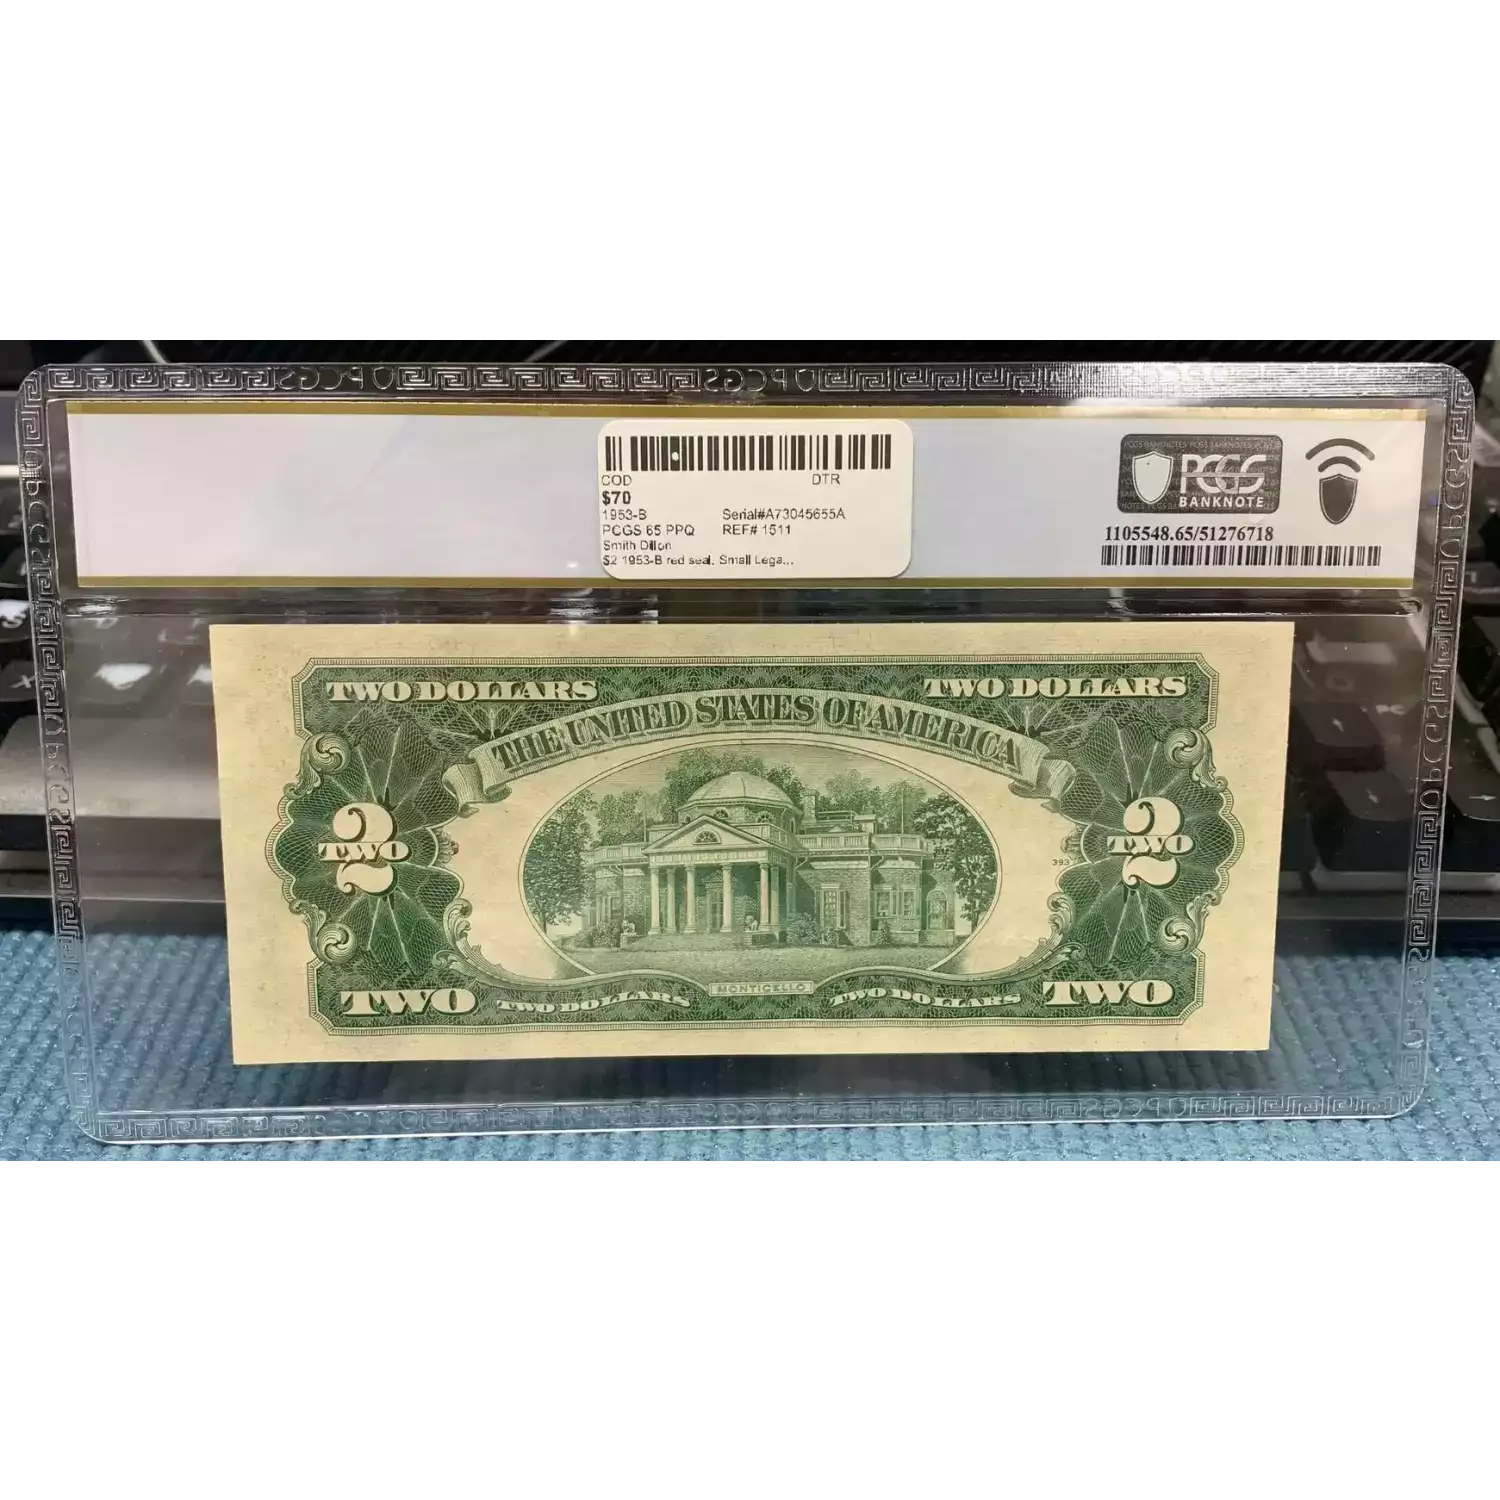 COD DTR
$70
1953-B Serial#A73045655A
PCGS 65 PPQ REF# 1511
Smith Dillon
$2 1953-B red seal. Small Lega...
PCGS
BANKNOTE
1105548.65/51276718
TWO DOLLARS TWO DOLLARS
THE UNITED STATES OF AMERICA
2 2
TWO TWO
393
MONTICELLO
TWO TWO DOLLARS TWO DOLLARS TWO